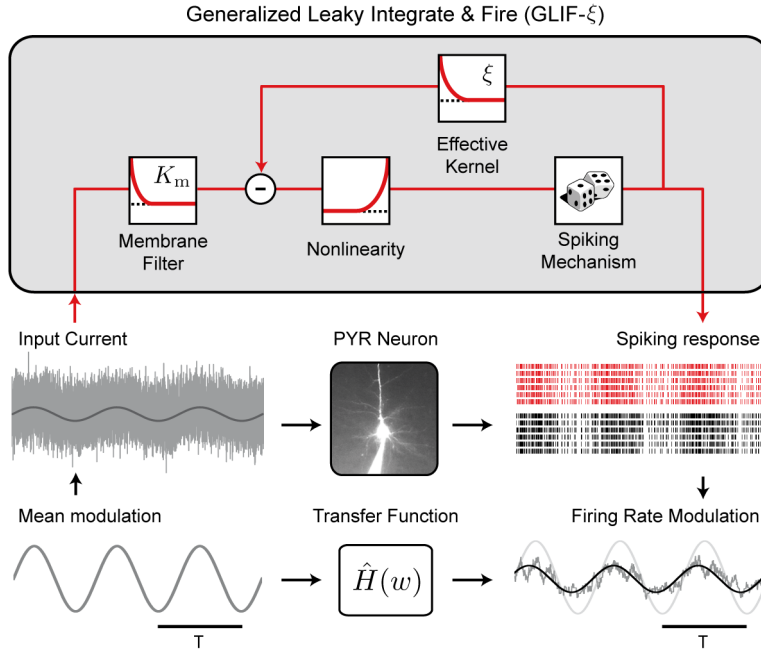 Generalized Leaky Integrate & Fire (GLIF-ξ)
ξ
Effective
Kernel
Kₘ
Membrane
Filter
Nonlinearity
Spiking
Mechanism
Input Current
PYR Neuron
Spiking response
Mean modulation
Transfer Function
Firing Rate Modulation
Ĥ(w)
T
T